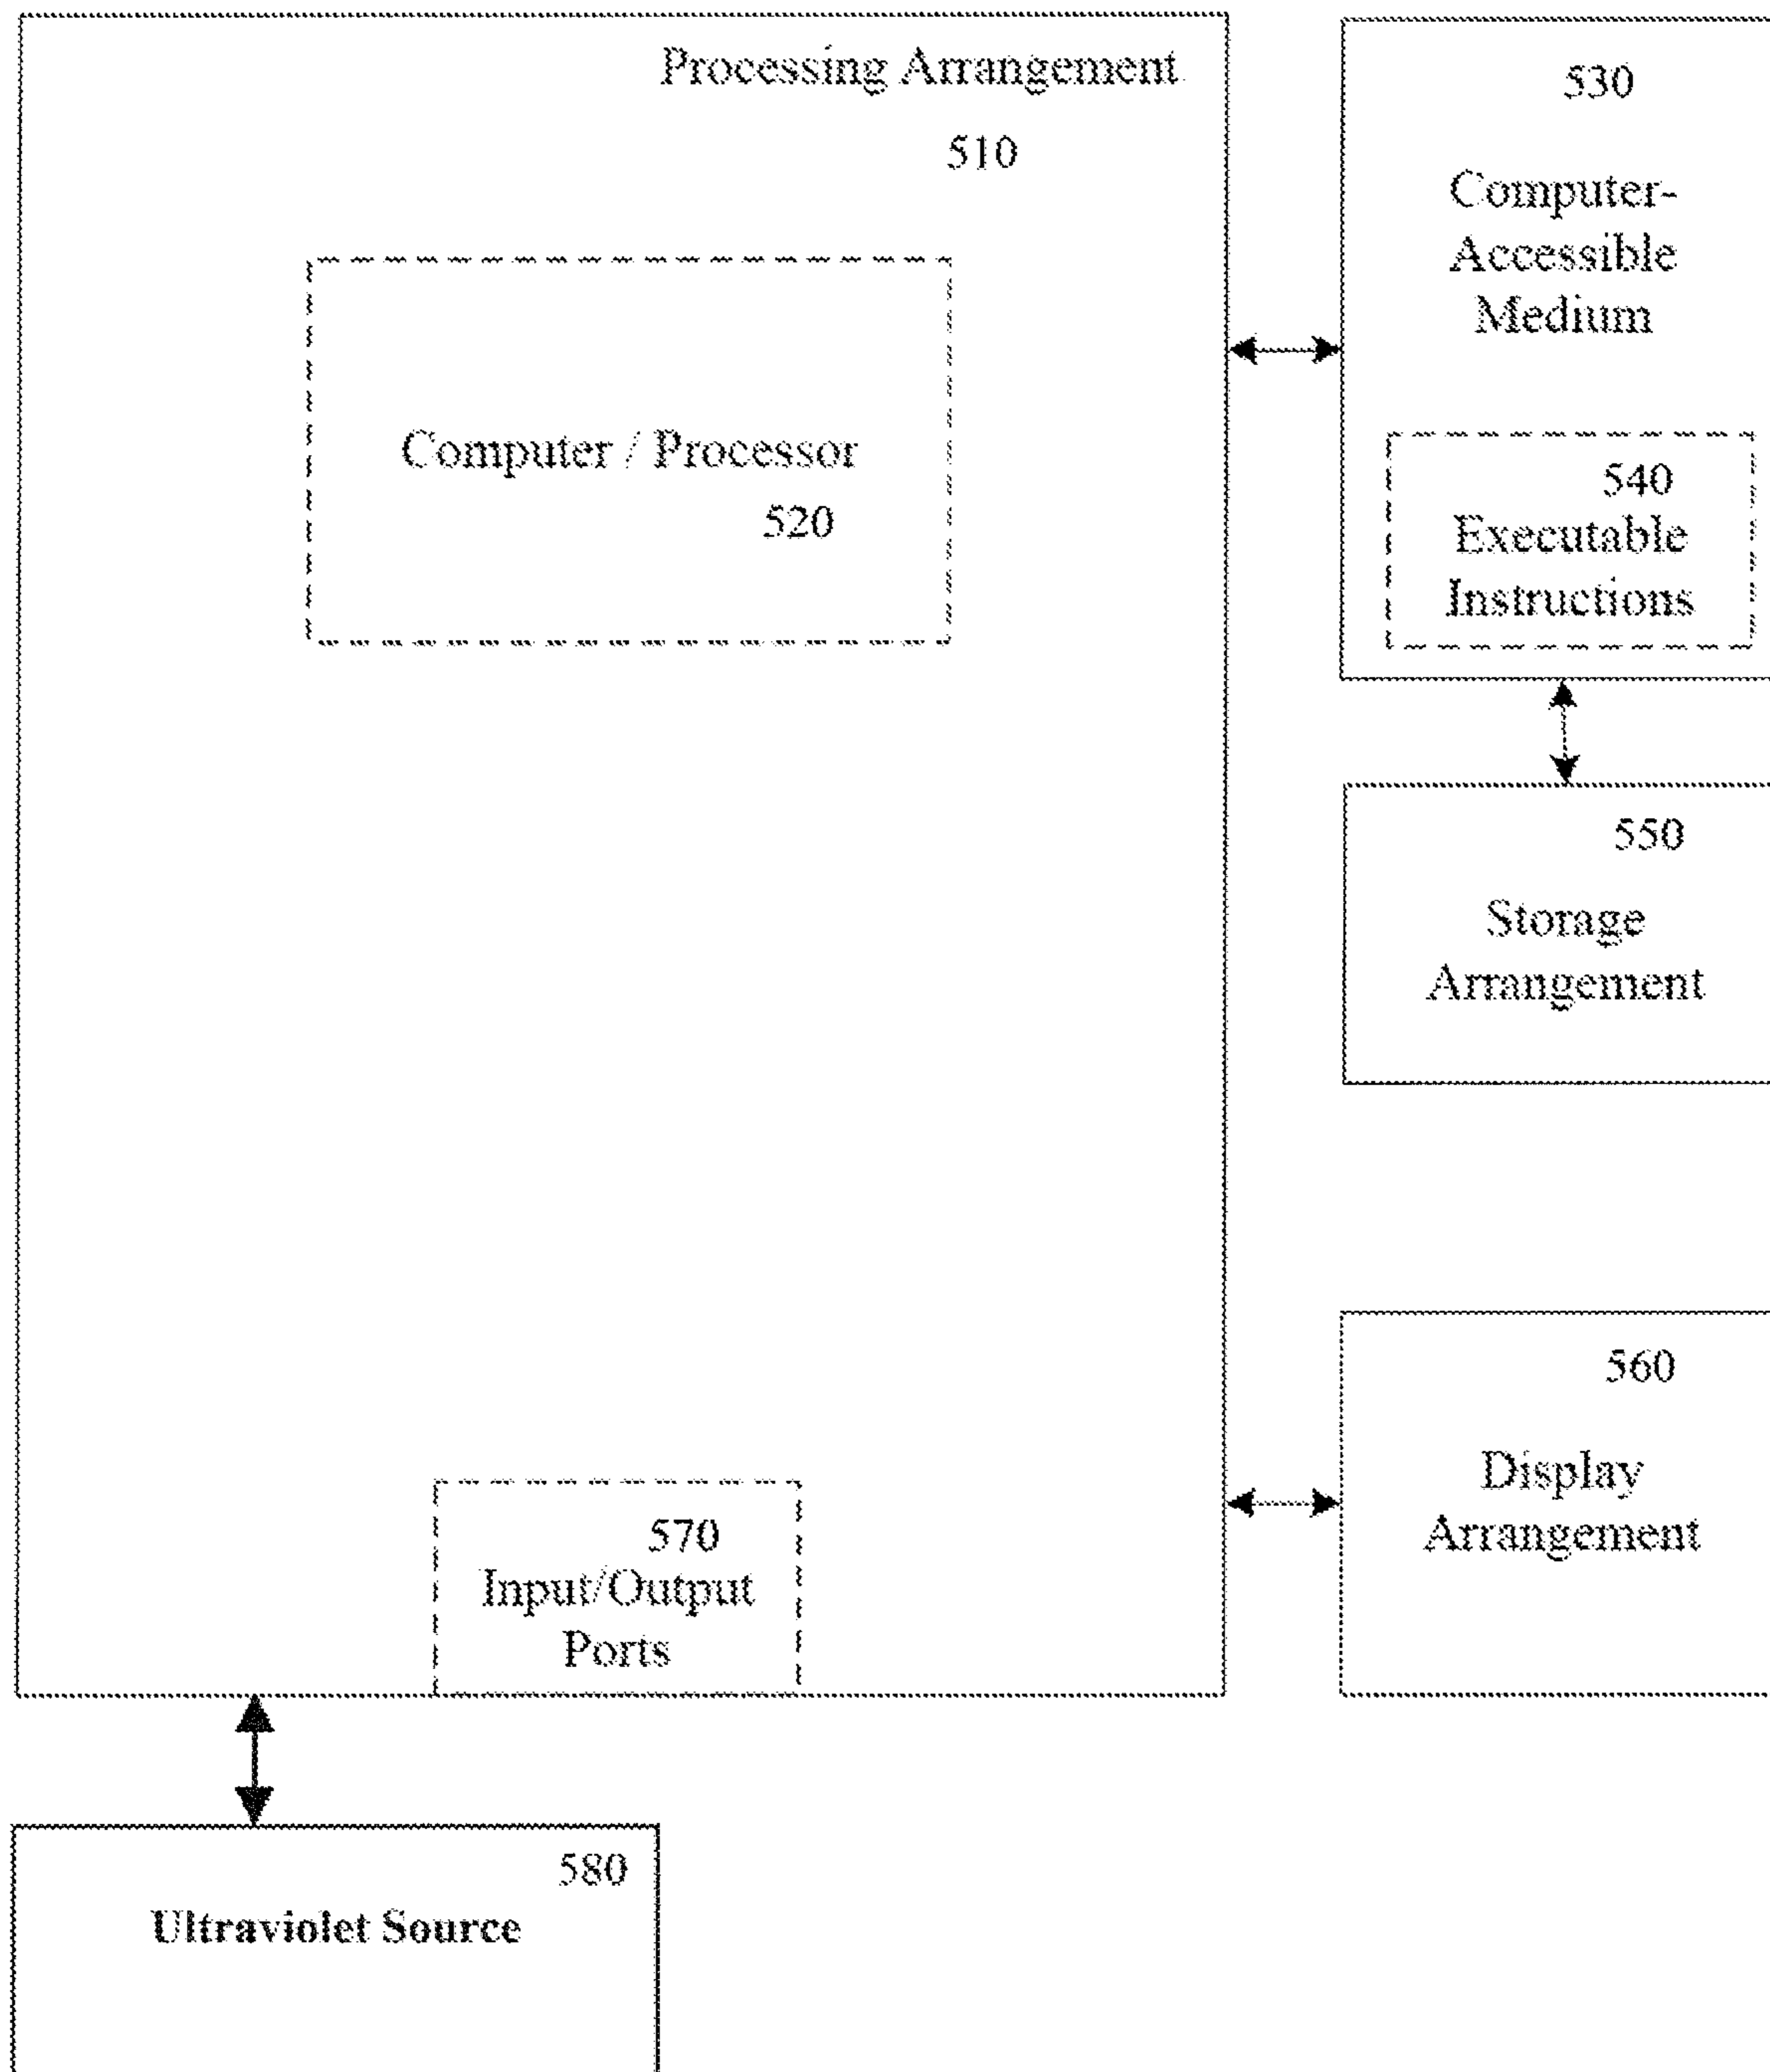 Processing Arrangement
510
Computer / Processor
520
530
Computer-
Accessible
Medium
540
Executable
Instructions
550
Storage
Arrangement
560
Display
Arrangement
570
Input/Output
Ports
580
Ultraviolet Source